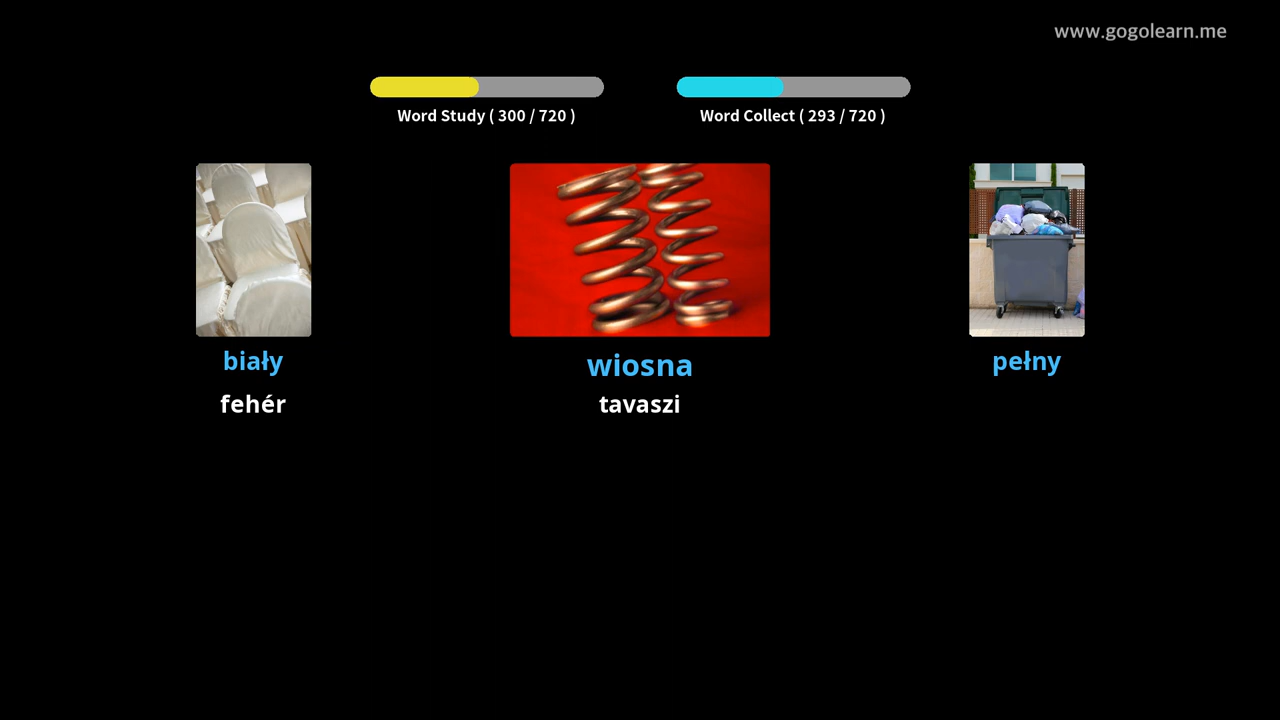 www.gogolearn.me
Word Study ( 300 / 720 )
Word Collect ( 293 / 720 )
biały
wiosna
pełny
fehér
tavaszi